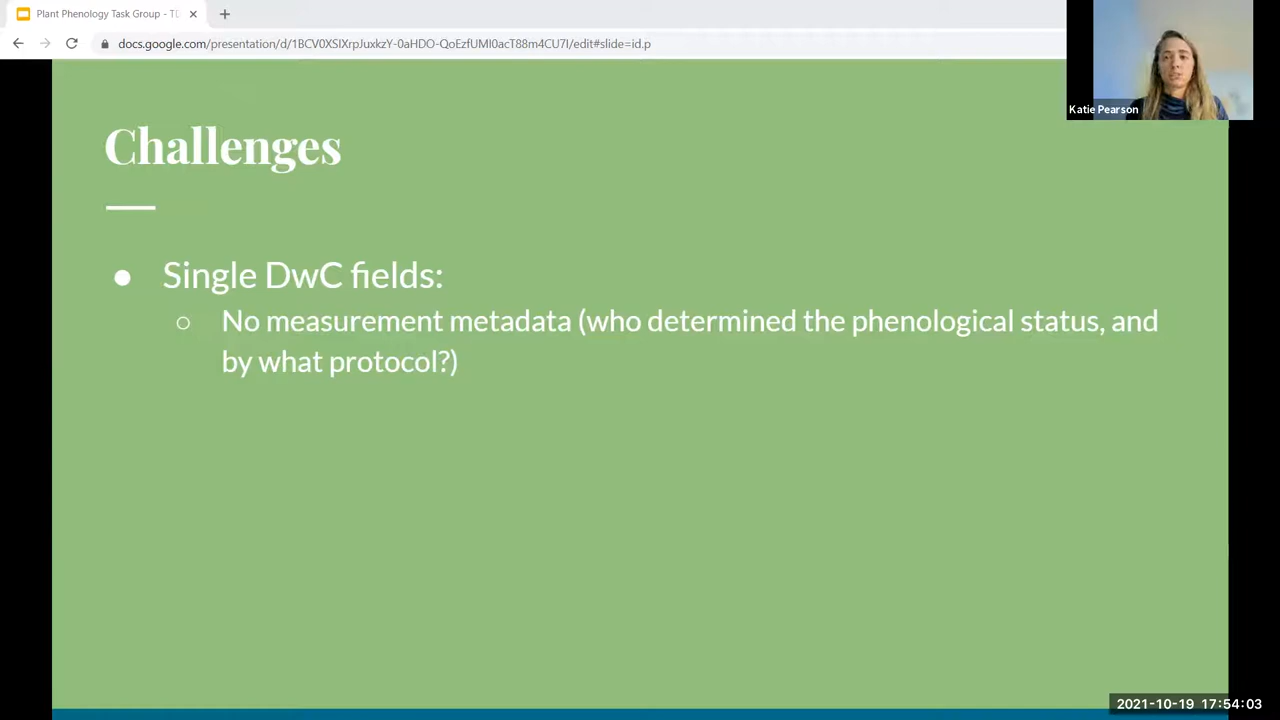 Plant Phenology Task Group - TD
docs.google.com/presentation/d/1BCV0XSIXrpJuxkzY-0aHDO-QoEzfUMI0acT88m4CU7I/edit#slide=id.p
Katie Pearson
Challenges
● Single DwC fields:
○ No measurement metadata (who determined the phenological status, and
by what protocol?)
2021-10-19 17:54:03